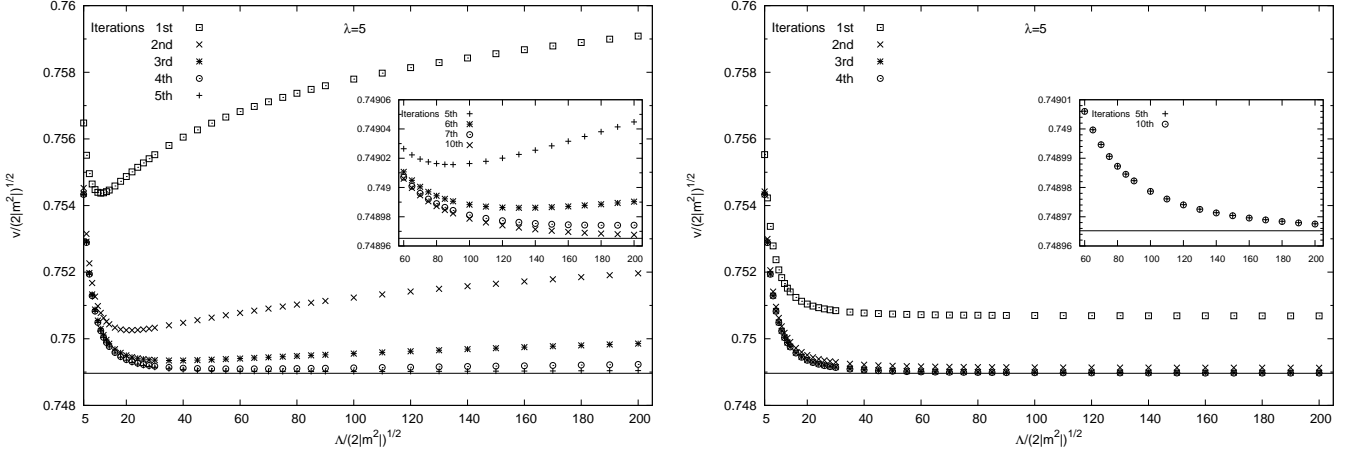 0.76
0.758
0.756
0.754
0.752
0.75
0.748
5 20 40 60 80 100 120 140 160 180 200
v/(2|m²|)^1/2
Λ/(2|m²|)^1/2
λ=5
Iterations 1st
2nd
3rd
4th
5th
0.74906
0.74904
0.74902
0.749
0.74898
0.74896
60 80 100 120 140 160 180 200
Iterations 5th
6th
7th
10th
0.76
0.758
0.756
0.754
0.752
0.75
0.748
5 20 40 60 80 100 120 140 160 180 200
v/(2|m²|)^1/2
Λ/(2|m²|)^1/2
λ=5
Iterations 1st
2nd
3rd
4th
0.74901
0.749
0.74899
0.74898
0.74897
0.74896
60 80 100 120 140 160 180 200
Iterations 5th
10th